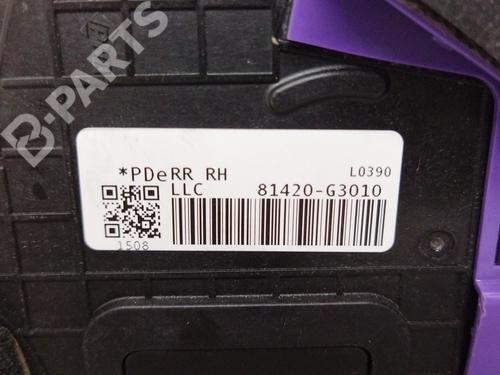 B-PARTS
*PDeRR RH L0390
LLC 81420-G3010
1508